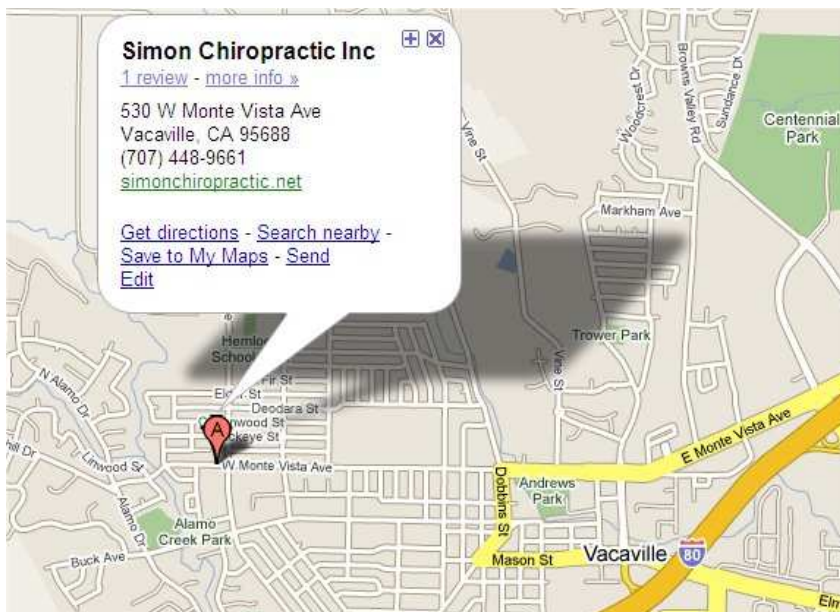 Simon Chiropractic Inc
1 review - more info »
530 W Monte Vista Ave
Vacaville, CA 95688
(707) 448-9661
simonchiropractic.net
Get directions - Search nearby -
Save to My Maps - Send
Edit
Vine St
Woodcrest Dr
Browns Valley Rd
Sundance Dr
Centennial
Park
Markham Ave
Trower Park
Vine St
School
Fir St
St
Deodara St
St
St
N Alamo Dr
Dr
Linwood St
Alamo Dr
A
W Monte Vista Ave
E Monte Vista Ave
Dobbins St
Andrews
Park
Alamo
Creek Park
Buck Ave
Mason St
Vacaville
80